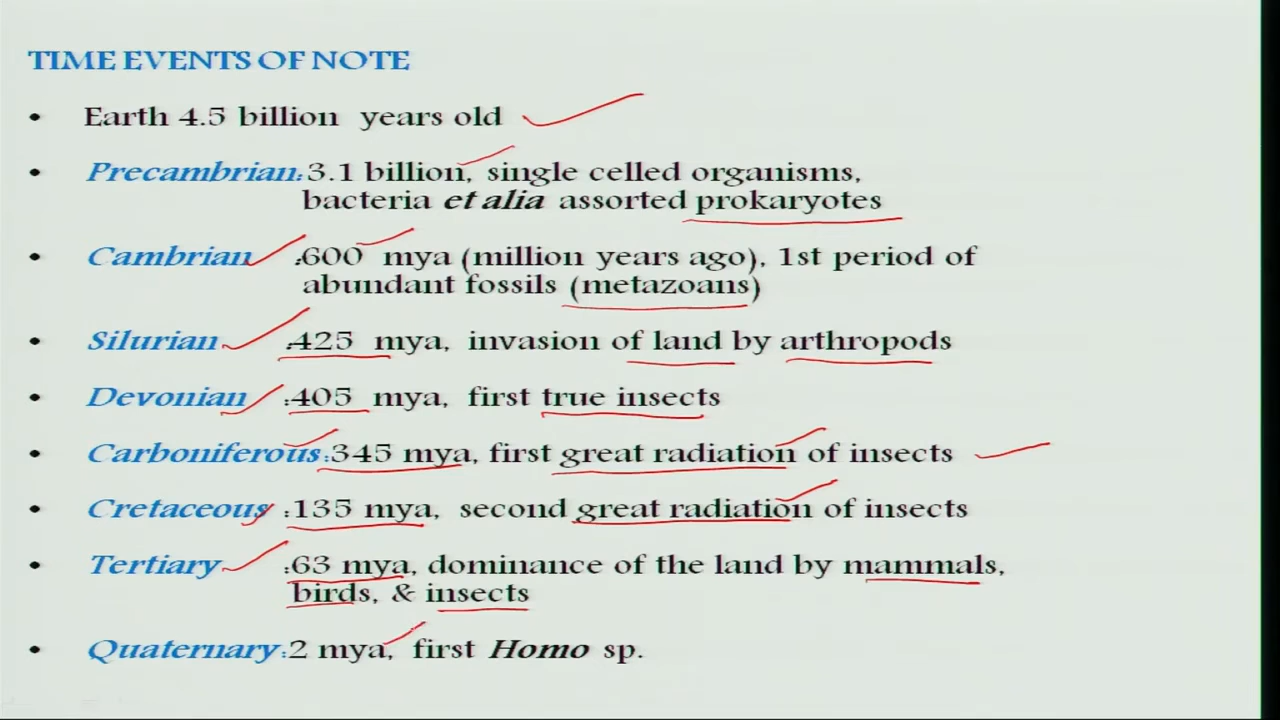 TIME EVENTS OF NOTE
• Earth 4.5 billion years old
• Precambrian: 3.1 billion, single celled organisms,
bacteria et alia assorted prokaryotes
• Cambrian :600 mya (million years ago), 1st period of
abundant fossils (metazoans)
• Silurian :425 mya, invasion of land by arthropods
• Devonian :405 mya, first true insects
• Carboniferous:345 mya, first great radiation of insects
• Cretaceous :135 mya, second great radiation of insects
• Tertiary :63 mya, dominance of the land by mammals,
birds, & insects
• Quaternary:2 mya, first Homo sp.